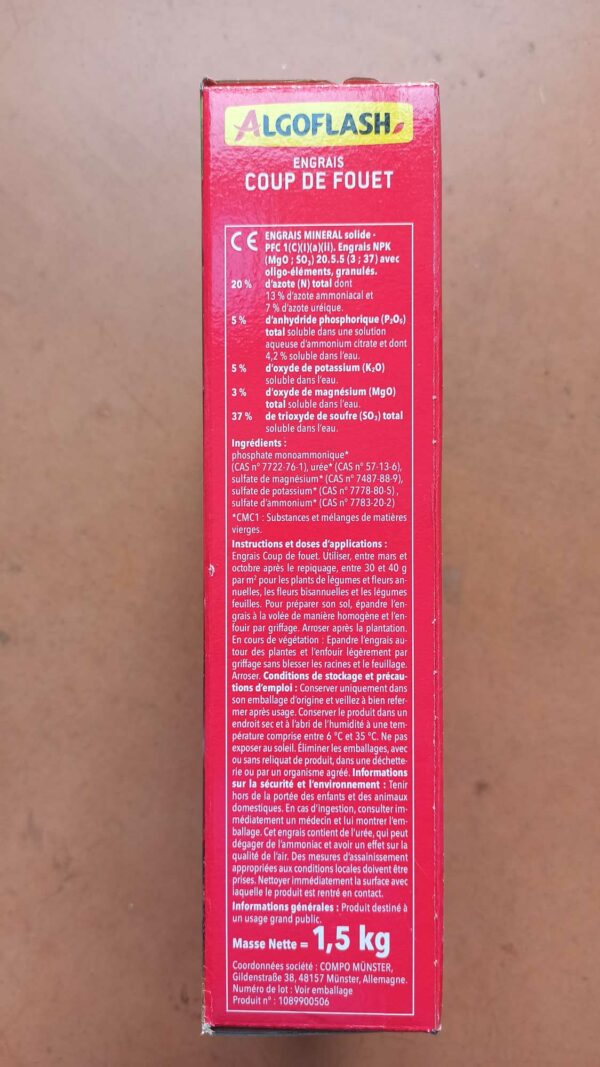 ALGOFLASH
ENGRAIS
COUP DE FOUET
CE ENGRAIS MINERAL solide -
PFC 1(C)(I)(a)(ii). Engrais NPK
(MgO ; SO₃) 20.5.5 (3 ; 37) avec
oligo-éléments, granulés.
20 % d'azote (N) total dont
13 % d'azote ammoniacal et
7 % d'azote uréique.
5 % d'anhydride phosphorique (P₂O₅)
total soluble dans une solution
aqueuse d'ammonium citrate et dont
4,2 % soluble dans l'eau.
5 % d'oxyde de potassium (K₂O)
soluble dans l'eau.
3 % d'oxyde de magnésium (MgO)
total soluble dans l'eau.
37 % de trioxyde de soufre (SO₃) total
soluble dans l'eau.
Ingrédients :
phosphate monoammonique*
(CAS n° 7722-76-1), urée* (CAS n° 57-13-6),
sulfate de magnésium* (CAS n° 7487-88-9),
sulfate de potassium* (CAS n° 7778-80-5) ,
sulfate d'ammonium* (CAS n° 7783-20-2)
*CMC1 : Substances et mélanges de matières
vierges.
Instructions et doses d'applications :
Engrais Coup de fouet. Utiliser, entre mars et
octobre après le repiquage, entre 30 et 40 g
par m² pour les plants de légumes et fleurs an-
nuelles, les fleurs bisannuelles et les légumes
feuilles. Pour préparer son sol, épandre l'en-
grais à la volée de manière homogène et l'en-
fouir par griffage. Arroser après la plantation.
En cours de végétation : Epandre l'engrais au-
tour des plantes et l'enfouir légèrement par
griffage sans blesser les racines et le feuillage.
Arroser. Conditions de stockage et précau-
tions d'emploi : Conserver uniquement dans
son emballage d'origine et veillez à bien refer-
mer après usage. Conserver le produit dans un
endroit sec et à l'abri de l'humidité à une tem-
pérature comprise entre 6 °C et 35 °C. Ne pas
exposer au soleil. Éliminer les emballages, avec
ou sans reliquat de produit, dans une déchette-
rie ou par un organisme agréé. Informations
sur la sécurité et l'environnement : Tenir
hors de la portée des enfants et des animaux
domestiques. En cas d'ingestion, consulter im-
médiatement un médecin et lui montrer l'em-
ballage. Cet engrais contient de l'urée, qui peut
dégager de l'ammoniac et avoir un effet sur la
qualité de l'air. Des mesures d'assainissement
appropriées aux conditions locales doivent être
prises. Nettoyer immédiatement la surface avec
laquelle le produit est rentré en contact.
Informations générales : Produit destiné à
un usage grand public.
Masse Nette = 1,5 kg
Coordonnées société : COMPO MÜNSTER,
Gildenstraße 38, 48157 Münster, Allemagne.
Numéro de lot : Voir emballage
Produit n° : 1089900506